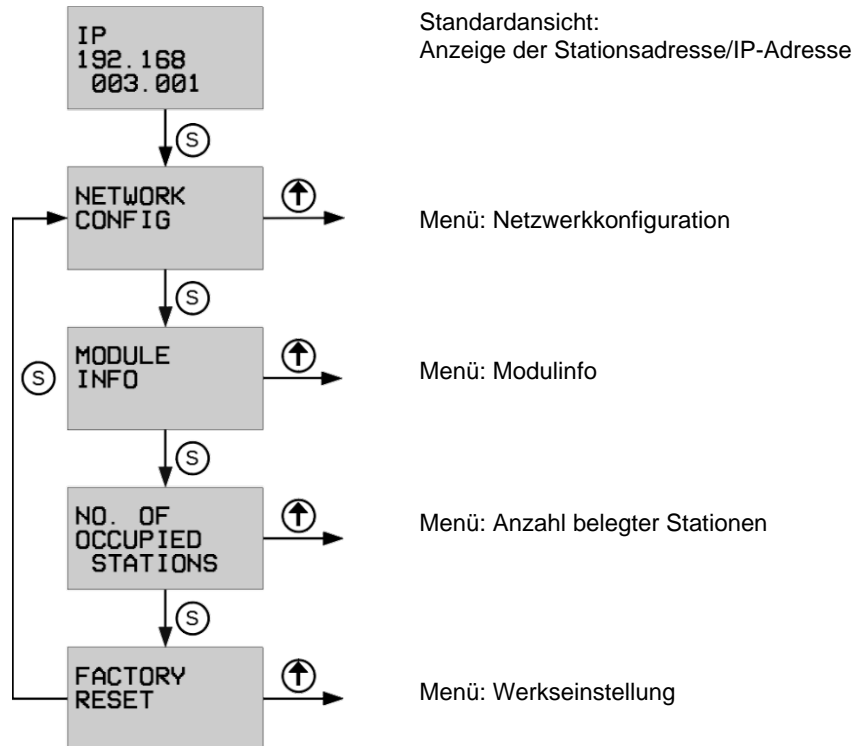 IP
192.168
003.001
Standardansicht:
Anzeige der Stationsadresse/IP-Adresse
S
NETWORK
CONFIG
Menü: Netzwerkkonfiguration
S
MODULE
INFO
Menü: Modulinfo
S
S
NO. OF
OCCUPIED
STATIONS
Menü: Anzahl belegter Stationen
S
FACTORY
RESET
Menü: Werkseinstellung